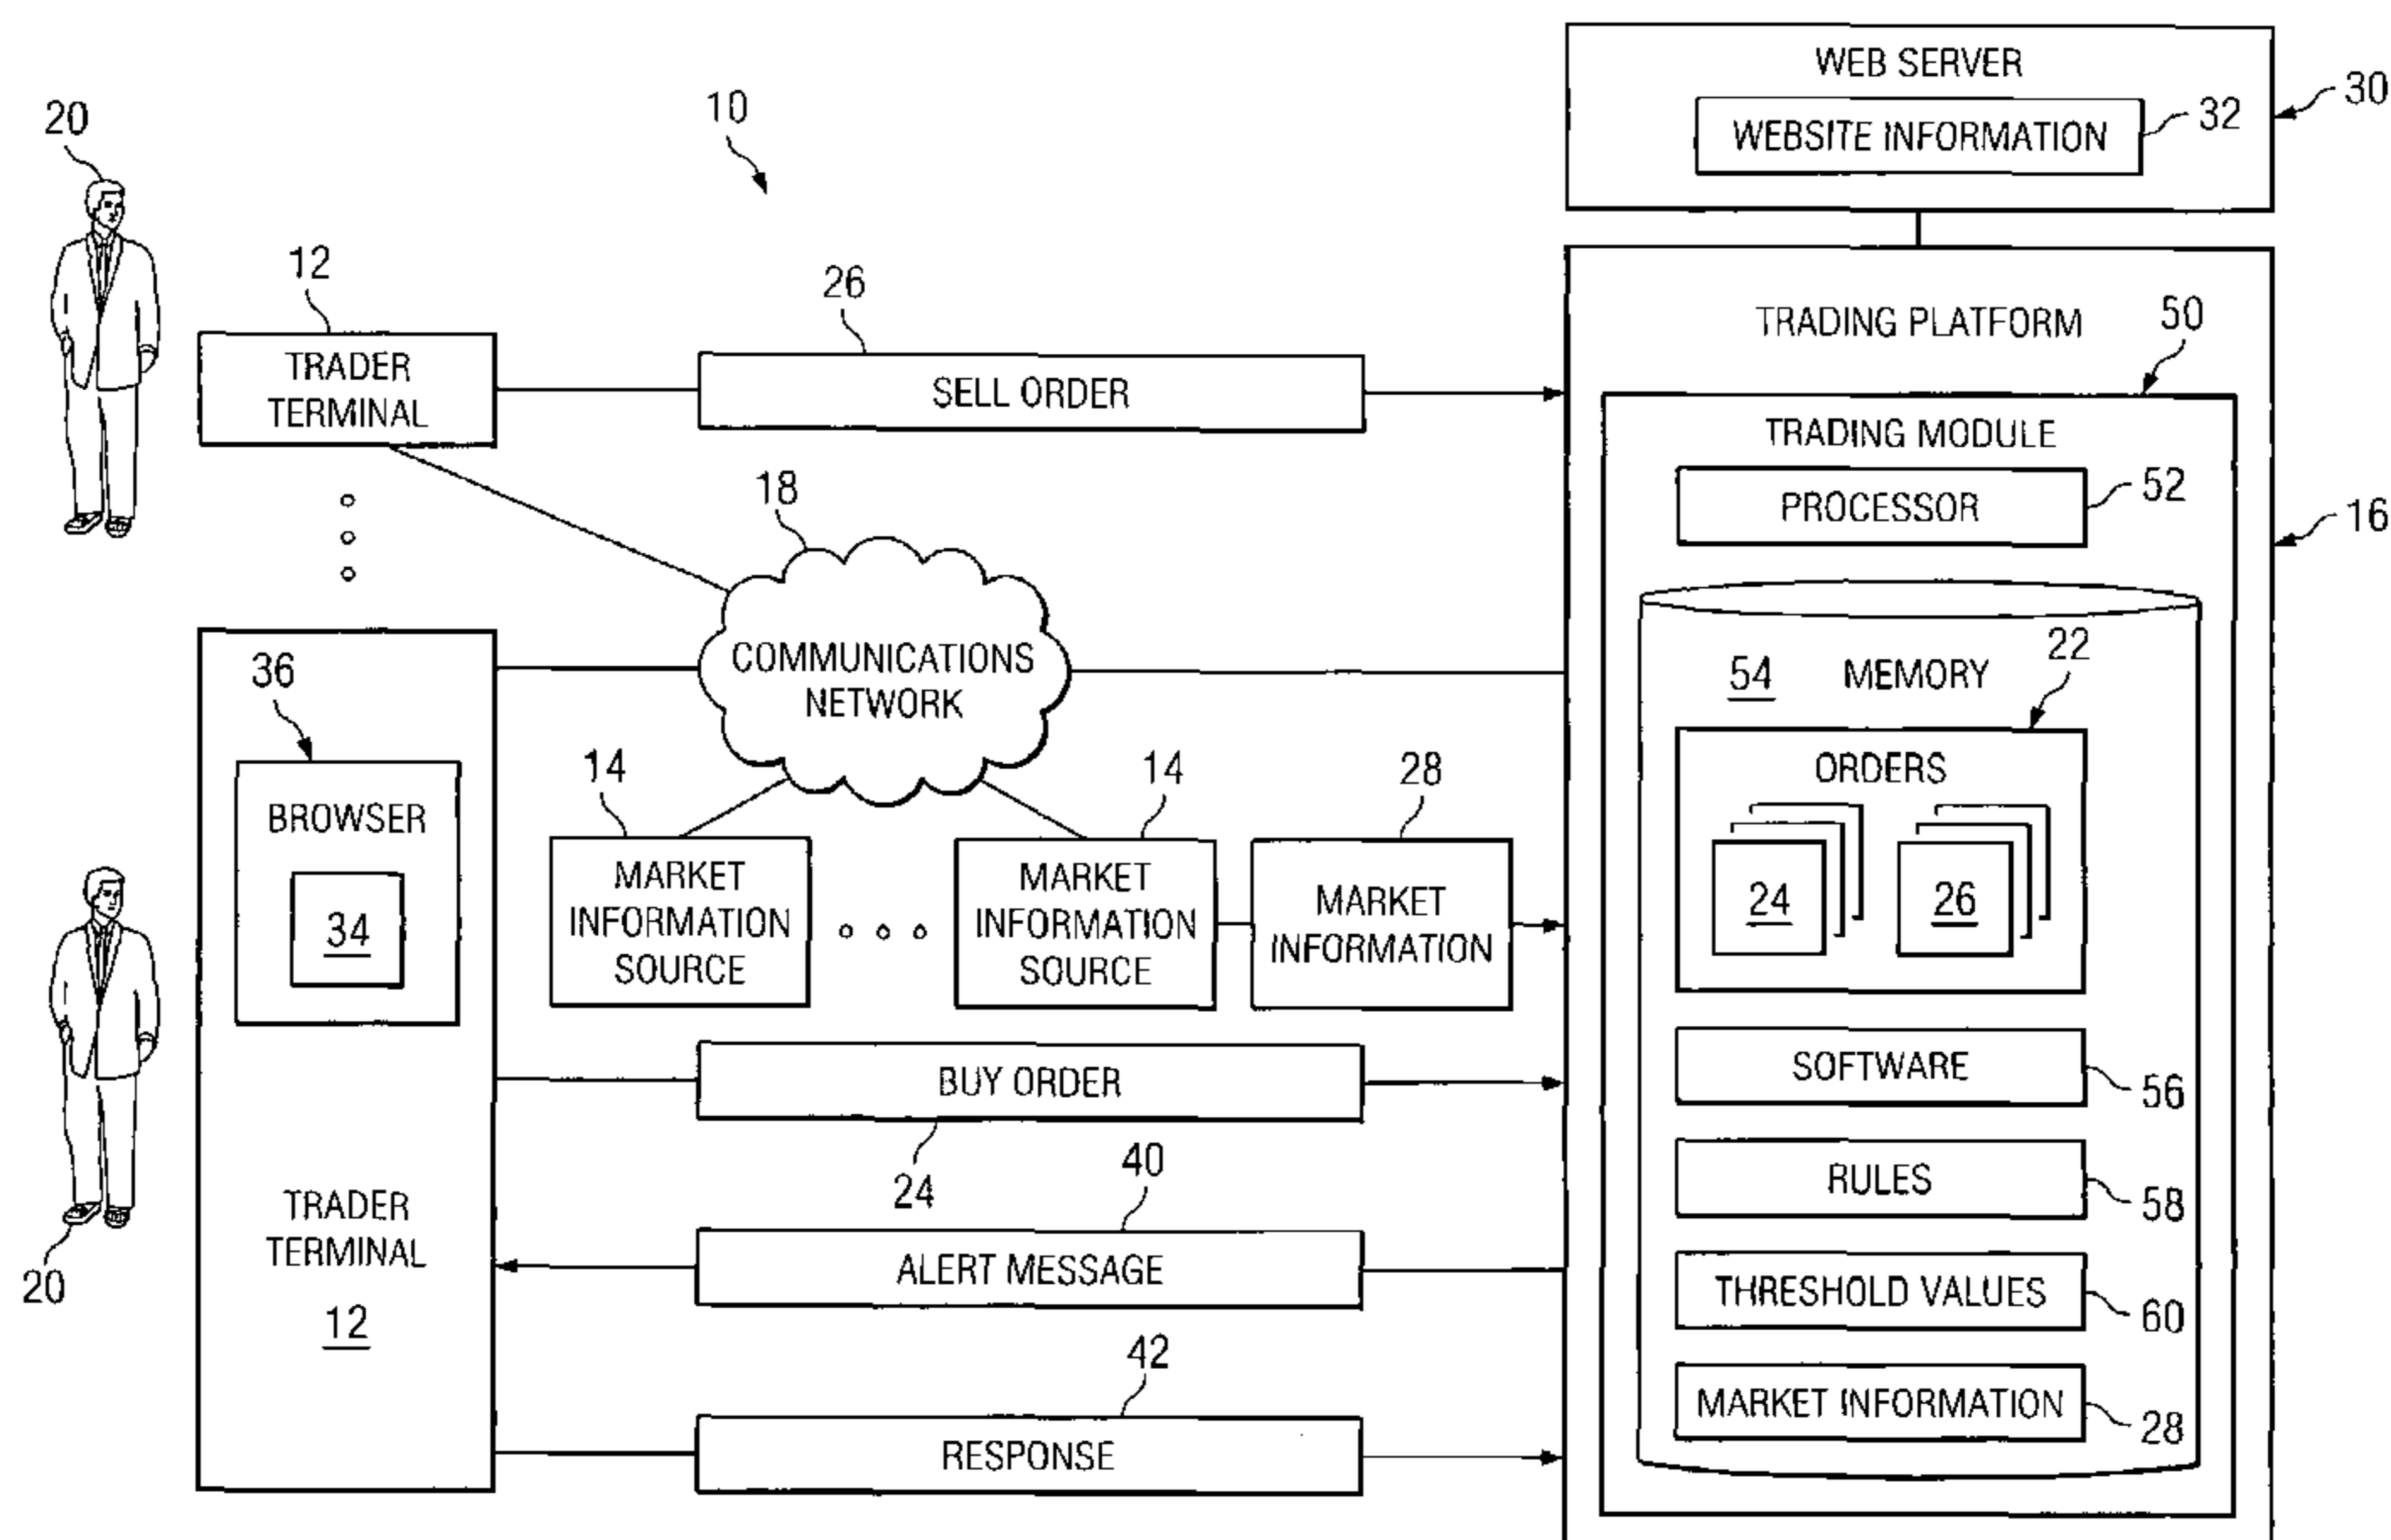 WEB SERVER
30
WEBSITE INFORMATION
32
10
20
12
TRADER
TERMINAL
26
SELL ORDER
TRADING PLATFORM
50
TRADING MODULE
PROCESSOR
52
16
18
COMMUNICATIONS
NETWORK
54
MEMORY
22
ORDERS
24
26
36
BROWSER
34
14
MARKET
INFORMATION
SOURCE
14
MARKET
INFORMATION
SOURCE
28
MARKET
INFORMATION
BUY ORDER
24
SOFTWARE
56
RULES
58
40
ALERT MESSAGE
THRESHOLD VALUES
60
20
TRADER
TERMINAL
12
42
RESPONSE
MARKET INFORMATION
28